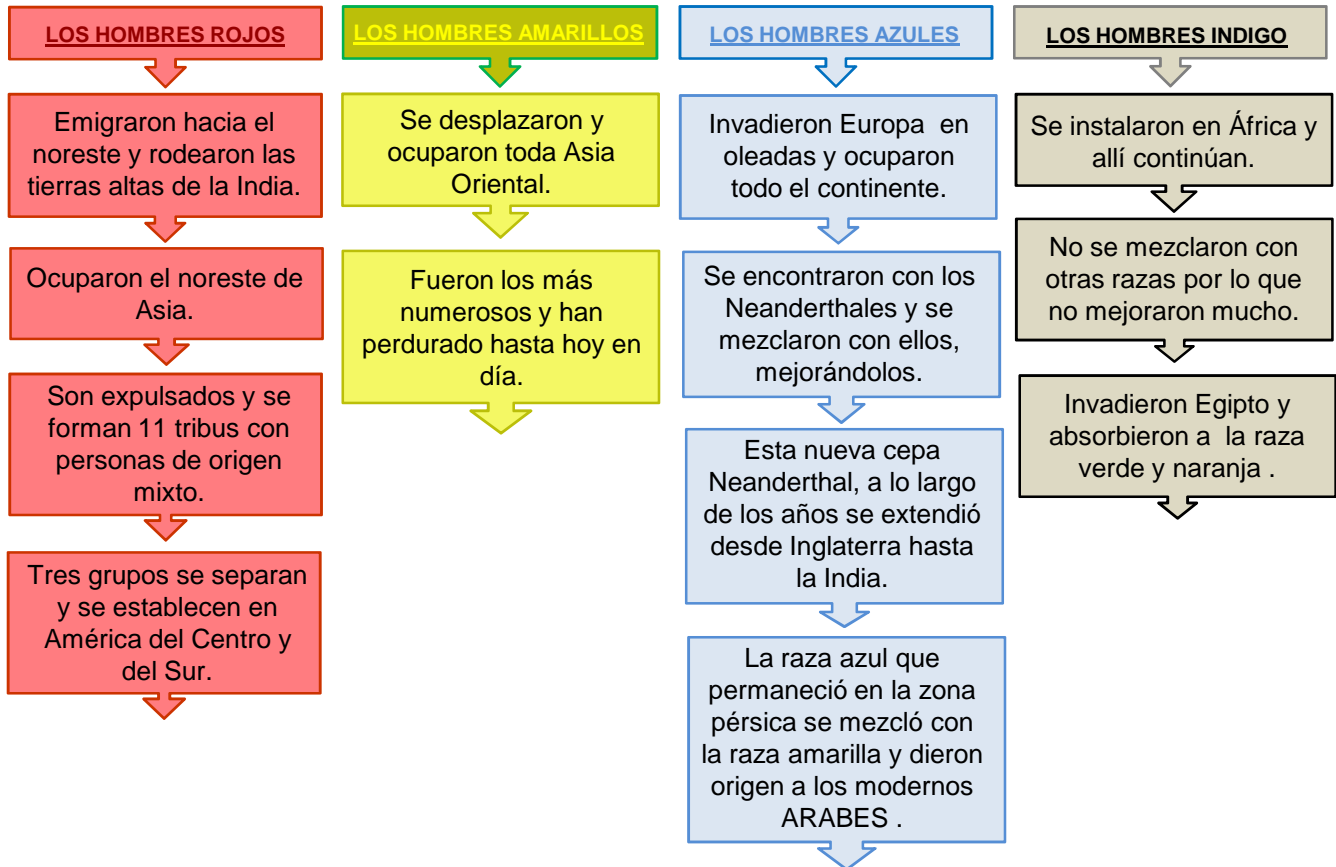 LOS HOMBRES ROJOS
Emigraron hacia el
noreste y rodearon las
tierras altas de la India.
Ocuparon el noreste de
Asia.
Son expulsados y se
forman 11 tribus con
personas de origen
mixto.
Tres grupos se separan
y se establecen en
América del Centro y
del Sur.
LOS HOMBRES AMARILLOS
Se desplazaron y
ocuparon toda Asia
Oriental.
Fueron los más
numerosos y han
perdurado hasta hoy en
día.
LOS HOMBRES AZULES
Invadieron Europa en
oleadas y ocuparon
todo el continente.
Se encontraron con los
Neanderthales y se
mezclaron con ellos,
mejorándolos.
Esta nueva cepa
Neanderthal, a lo largo
de los años se extendió
desde Inglaterra hasta
la India.
La raza azul que
permaneció en la zona
pérsica se mezcló con
la raza amarilla y dieron
origen a los modernos
ARABES .
LOS HOMBRES INDIGO
Se instalaron en África y
allí continúan.
No se mezclaron con
otras razas por lo que
no mejoraron mucho.
Invadieron Egipto y
absorbieron a la raza
verde y naranja .